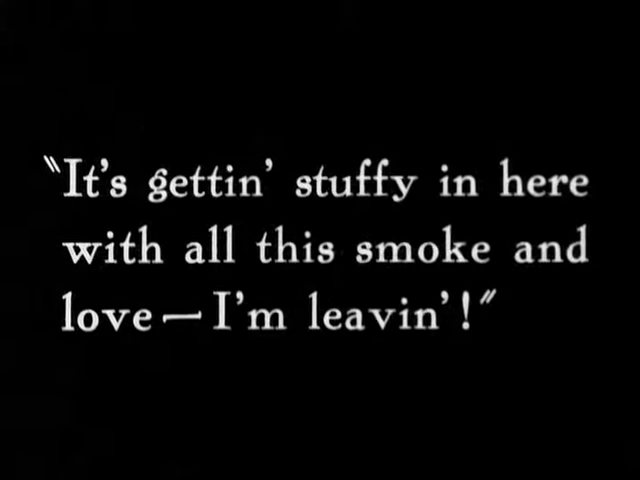 "It's gettin' stuffy in here
with all this smoke and
love—I'm leavin'!"